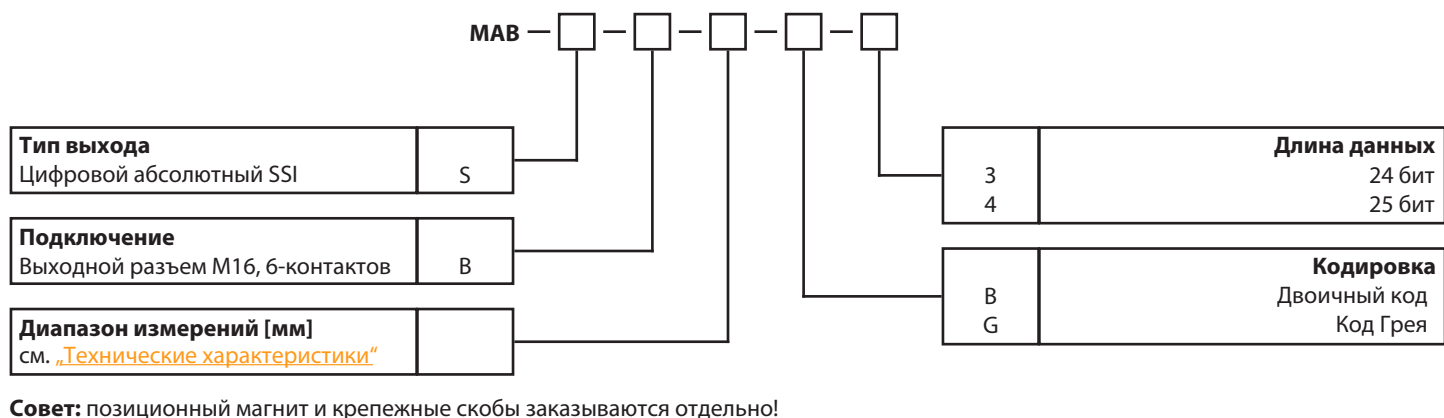 MAB — □ — □ — □ — □ — □
Тип выхода
Цифровой абсолютный SSI S
Подключение
Выходной разъем M16, 6-контактов B
Диапазон измерений [мм]
см. „Технические характеристики“
Длина данных
3 24 бит
4 25 бит
Кодировка
B Двоичный код
G Код Грея
Совет: позиционный магнит и крепежные скобы заказываются отдельно!